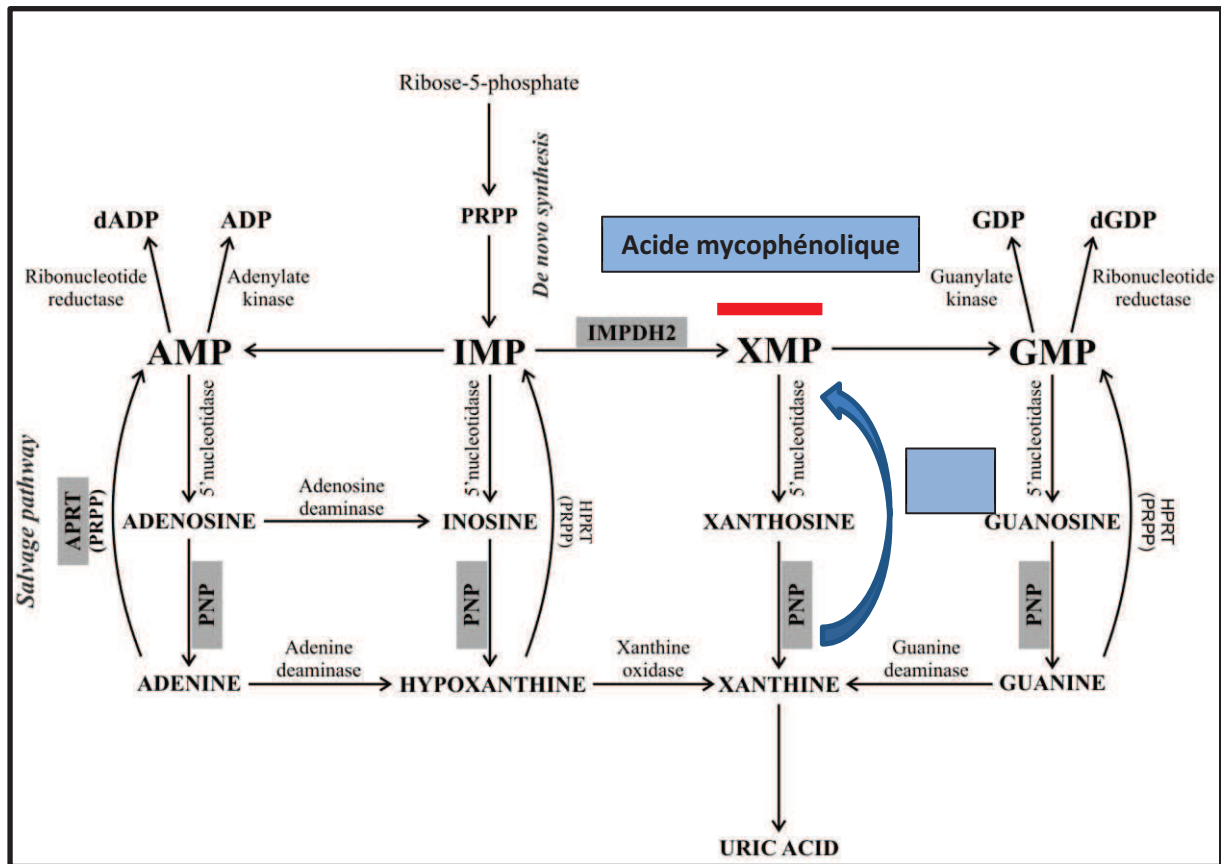 Ribose-5-phosphate
De novo synthesis
PRPP
dADP
ADP
GDP
dGDP
Acide mycophénolique
Ribonucleotide
reductase
Adenylate
kinase
Guanylate
kinase
Ribonucleotide
reductase
AMP
IMP
IMPDH2
XMP
GMP
Salvage pathway
APRT
(PRPP)
5'nucleotidase
5'nucleotidase
HPRT
(PRPP)
5'nucleotidase
5'nucleotidase
HPRT
(PRPP)
ADENOSINE
Adenosine
deaminase
INOSINE
XANTHOSINE
GUANOSINE
PNP
PNP
PNP
PNP
ADENINE
Adenine
deaminase
HYPOXANTHINE
Xanthine
oxidase
XANTHINE
Guanine
deaminase
GUANINE
URIC ACID